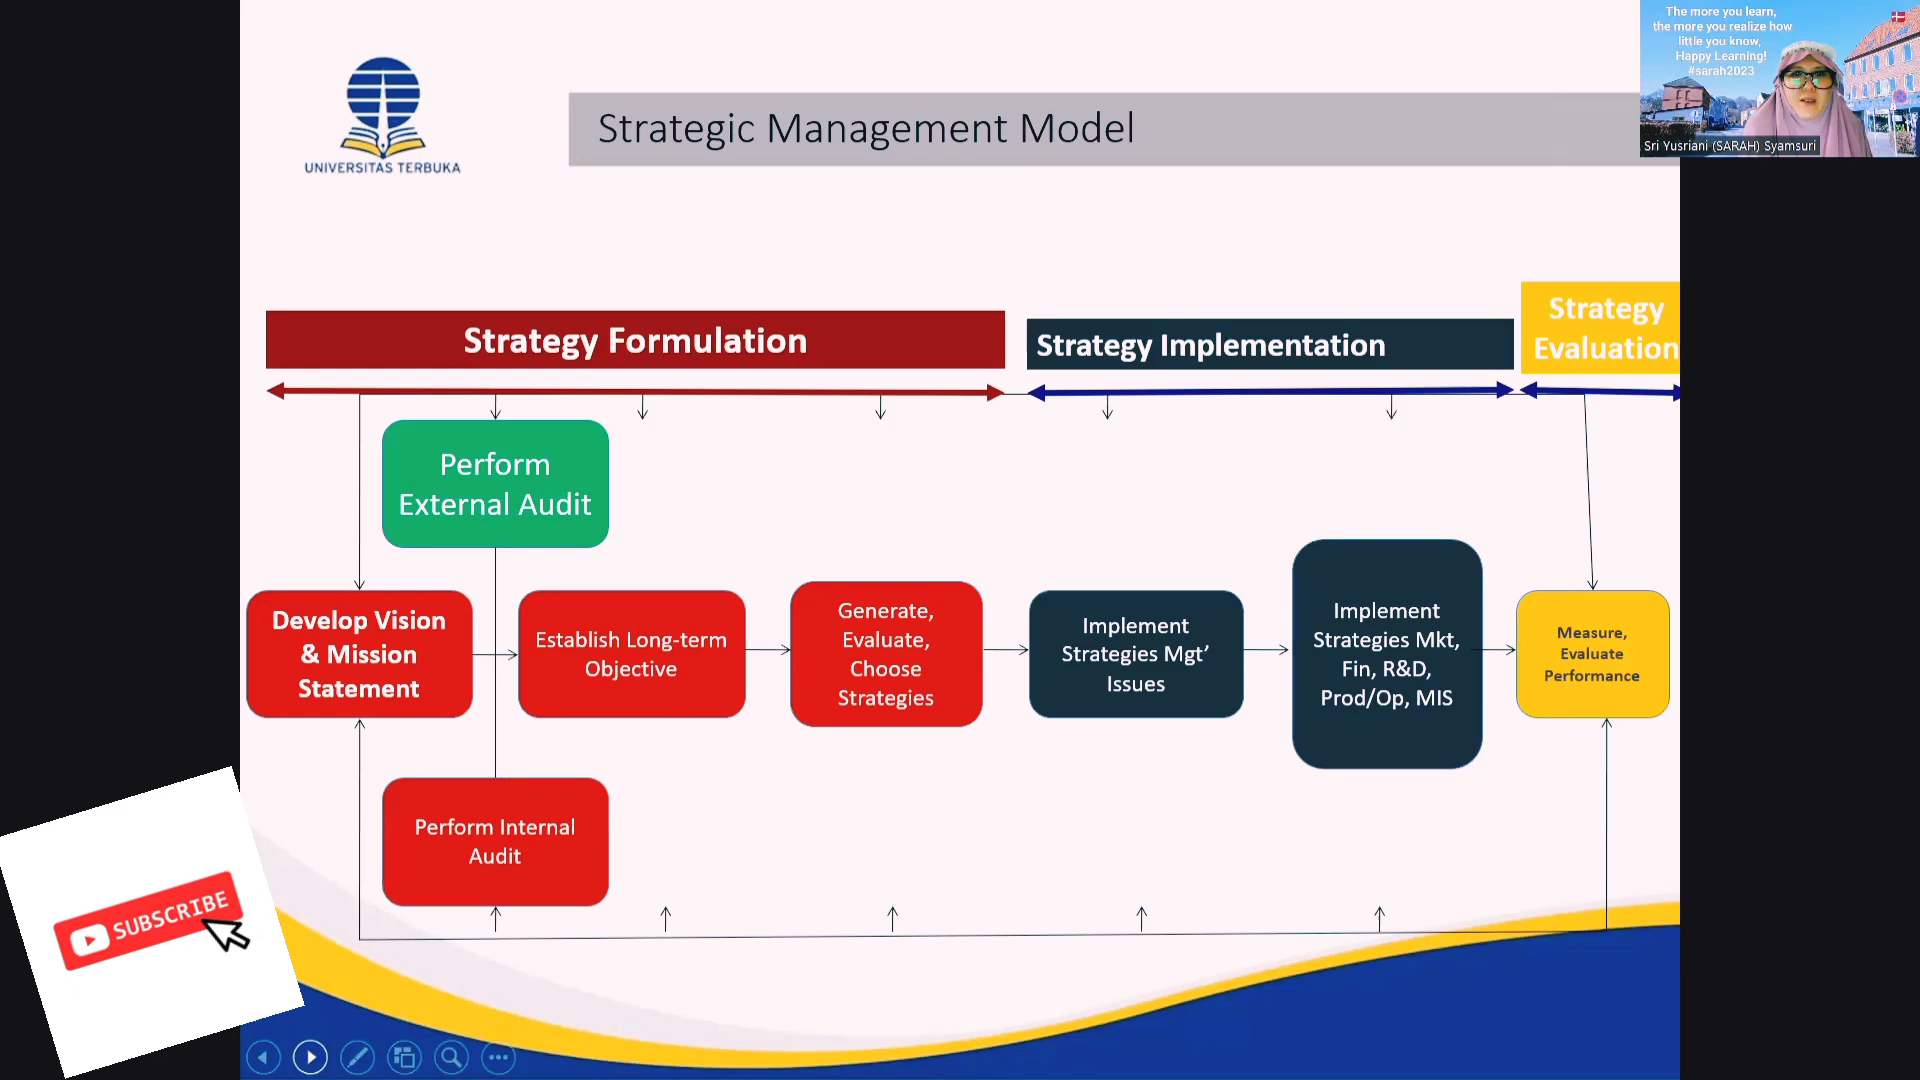 The more you learn,
the more you realize how
little you know,
Happy Learning!
#sarah2023
Sri Yusriani (SARAH) Syamsuri
UNIVERSITAS TERBUKA
Strategic Management Model
Strategy Formulation
Strategy Implementation
Strategy
Evaluation
Perform
External Audit
Develop Vision
& Mission
Statement
Establish Long-term
Objective
Generate,
Evaluate,
Choose
Strategies
Implement
Strategies Mgt’
Issues
Implement
Strategies Mkt,
Fin, R&D,
Prod/Op, MIS
Measure,
Evaluate
Performance
Perform Internal
Audit
SUBSCRIBE